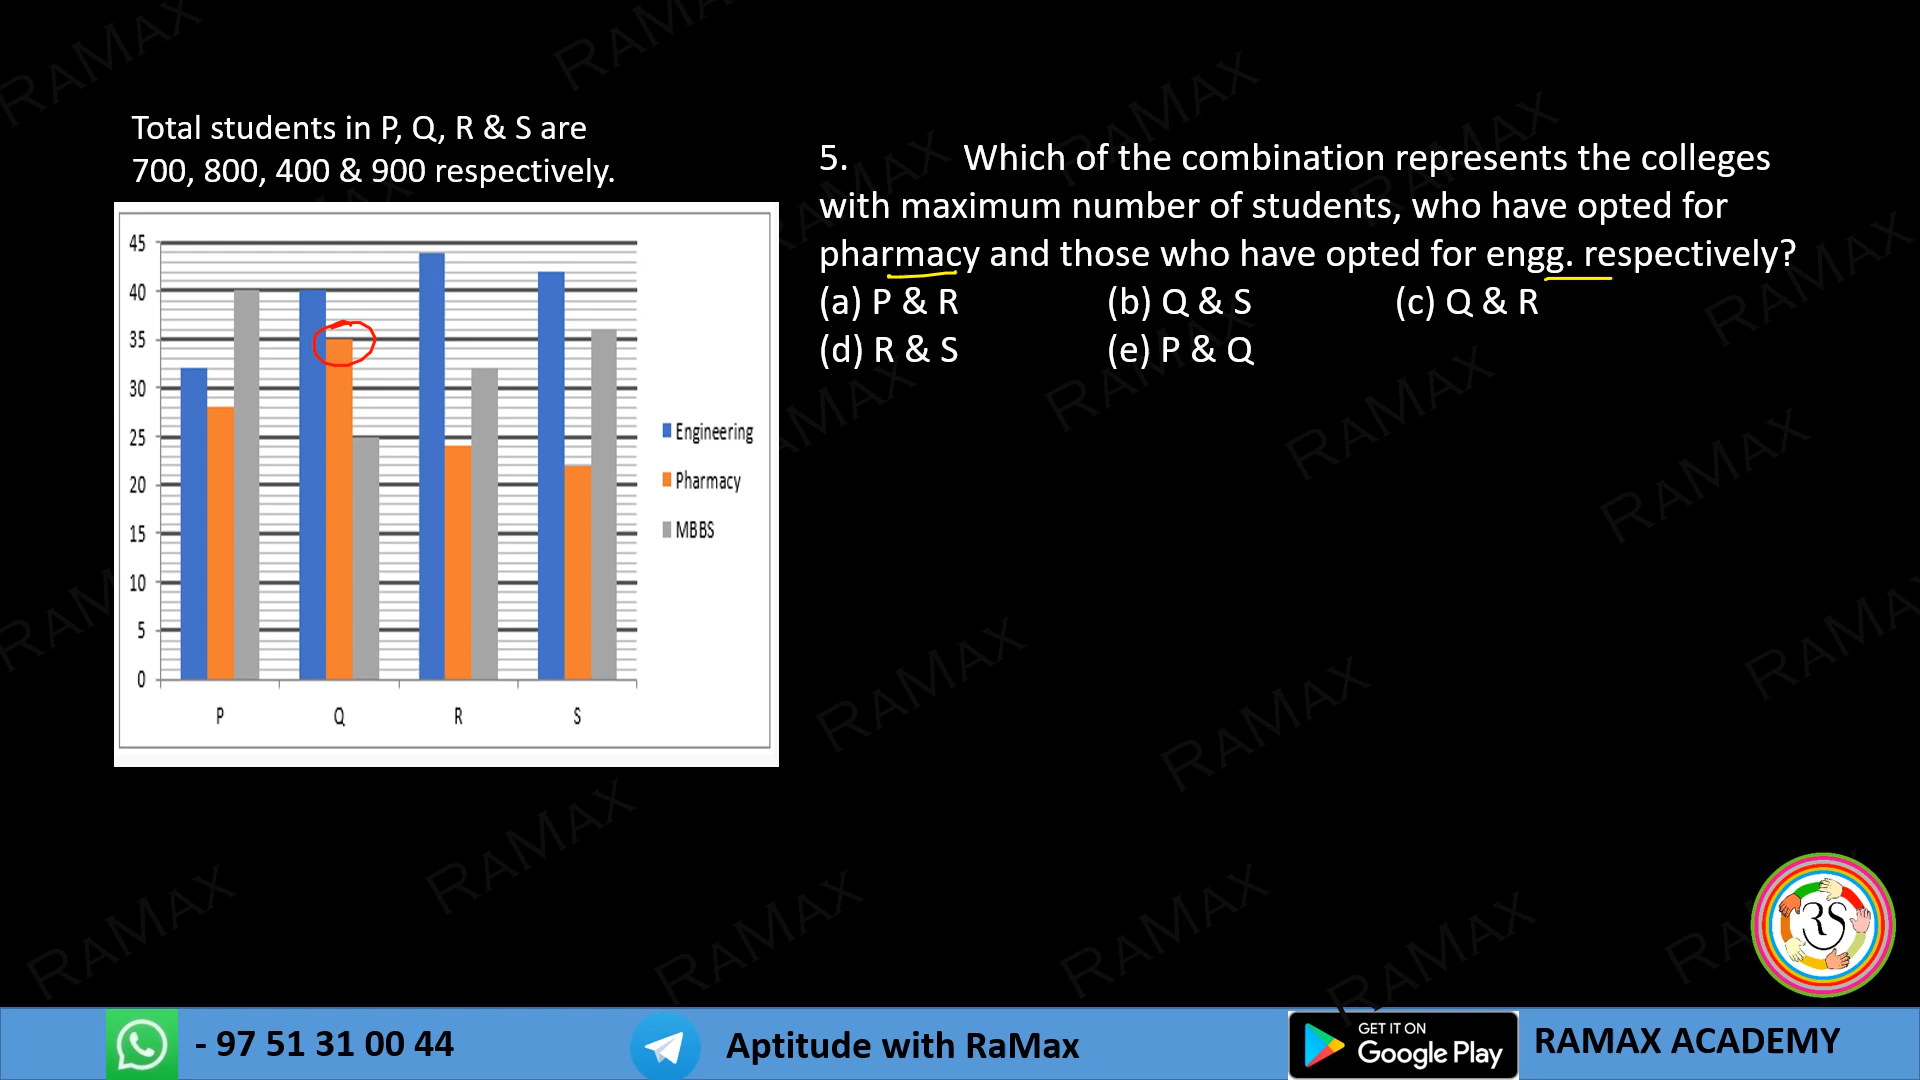 Total students in P, Q, R & S are
700, 800, 400 & 900 respectively.
5. Which of the combination represents the colleges
with maximum number of students, who have opted for
pharmacy and those who have opted for engg. respectively?
(a) P & R (b) Q & S (c) Q & R
(d) R & S (e) P & Q
45
40
35
30
25
20
15
10
5
0
P Q R S
Engineering
Pharmacy
MBBS
RAMAX
RS
- 97 51 31 00 44
Aptitude with RaMax
GET IT ON
Google Play
RAMAX ACADEMY